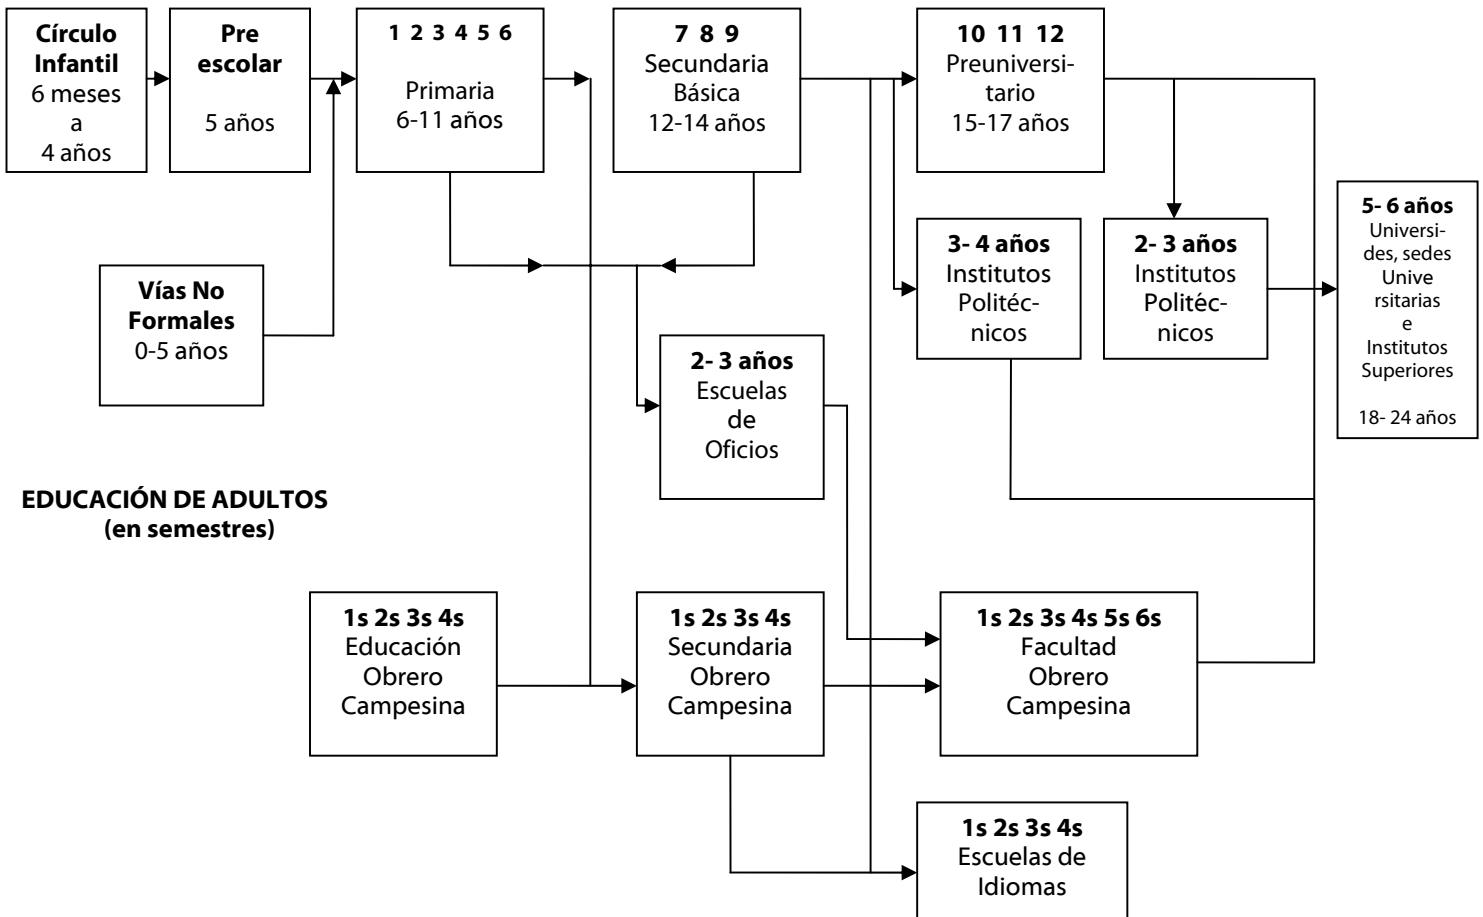 Círculo
Infantil
6 meses
a
4 años
Pre
escolar
5 años
1 2 3 4 5 6
Primaria
6-11 años
7 8 9
Secundaria
Básica
12-14 años
10 11 12
Preuniversi-
tario
15-17 años
Vías No
Formales
0-5 años
3- 4 años
Institutos
Politéc-
nicos
2- 3 años
Institutos
Politéc-
nicos
5- 6 años
Universi-
des, sedes
Unive
rsitarias
e
Institutos
Superiores
18- 24 años
2- 3 años
Escuelas
de
Oficios
EDUCACIÓN DE ADULTOS
(en semestres)
1s 2s 3s 4s
Educación
Obrero
Campesina
1s 2s 3s 4s
Secundaria
Obrero
Campesina
1s 2s 3s 4s 5s 6s
Facultad
Obrero
Campesina
1s 2s 3s 4s
Escuelas de
Idiomas